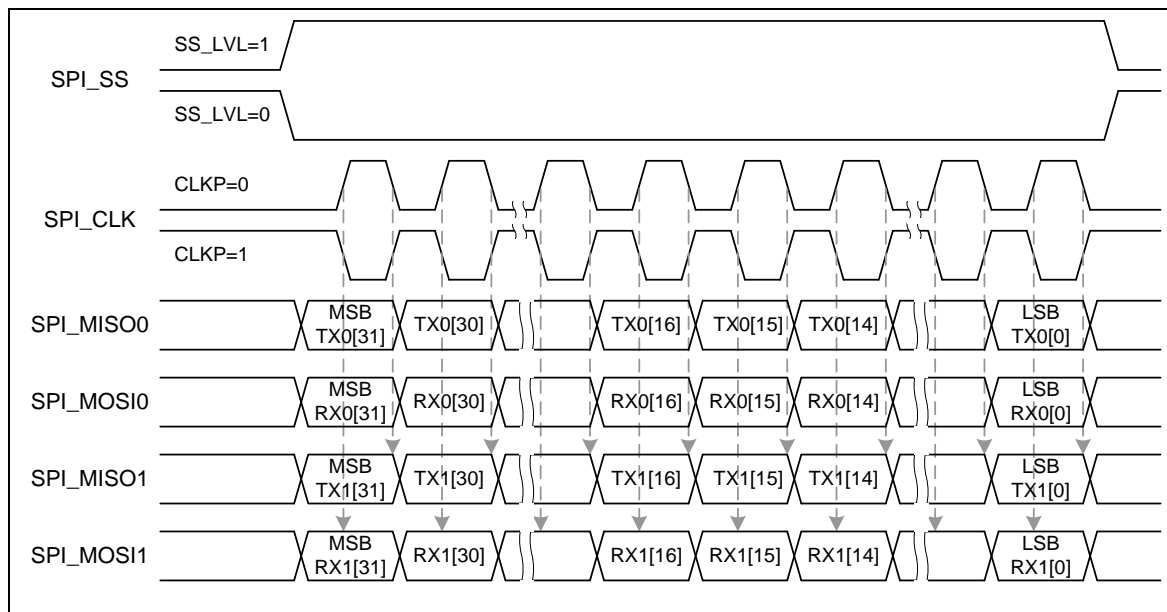 SS_LVL=1
SPI_SS
SS_LVL=0
CLKP=0
SPI_CLK
CLKP=1
SPI_MISO0
MSB
TX0[31]
TX0[30]
TX0[16]
TX0[15]
TX0[14]
LSB
TX0[0]
SPI_MOSI0
MSB
RX0[31]
RX0[30]
RX0[16]
RX0[15]
RX0[14]
LSB
RX0[0]
SPI_MISO1
MSB
TX1[31]
TX1[30]
TX1[16]
TX1[15]
TX1[14]
LSB
TX1[0]
SPI_MOSI1
MSB
RX1[31]
RX1[30]
RX1[16]
RX1[15]
RX1[14]
LSB
RX1[0]